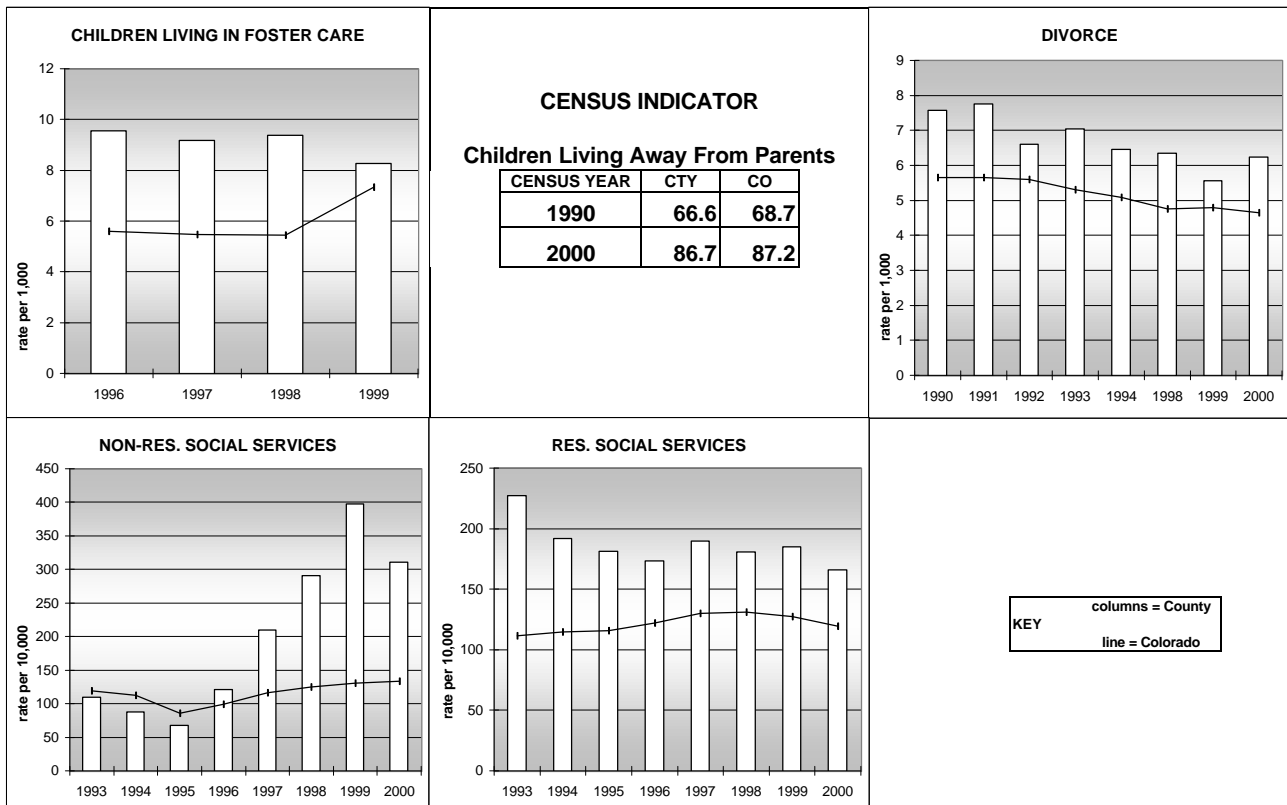 CHILDREN LIVING IN FOSTER CARE
12
10
8
6
4
2
0
rate per 1,000
1996 1997 1998 1999
CENSUS INDICATOR
Children Living Away From Parents
CENSUS YEAR CTY CO
1990 66.6 68.7
2000 86.7 87.2
DIVORCE
9
8
7
6
5
4
3
2
1
0
rate per 1,000
1990 1991 1992 1993 1994 1998 1999 2000
NON-RES. SOCIAL SERVICES
450
400
350
300
250
200
150
100
50
0
rate per 10,000
1993 1994 1995 1996 1997 1998 1999 2000
RES. SOCIAL SERVICES
250
200
150
100
50
0
rate per 10,000
1993 1994 1995 1996 1997 1998 1999 2000
columns = County
KEY
line = Colorado